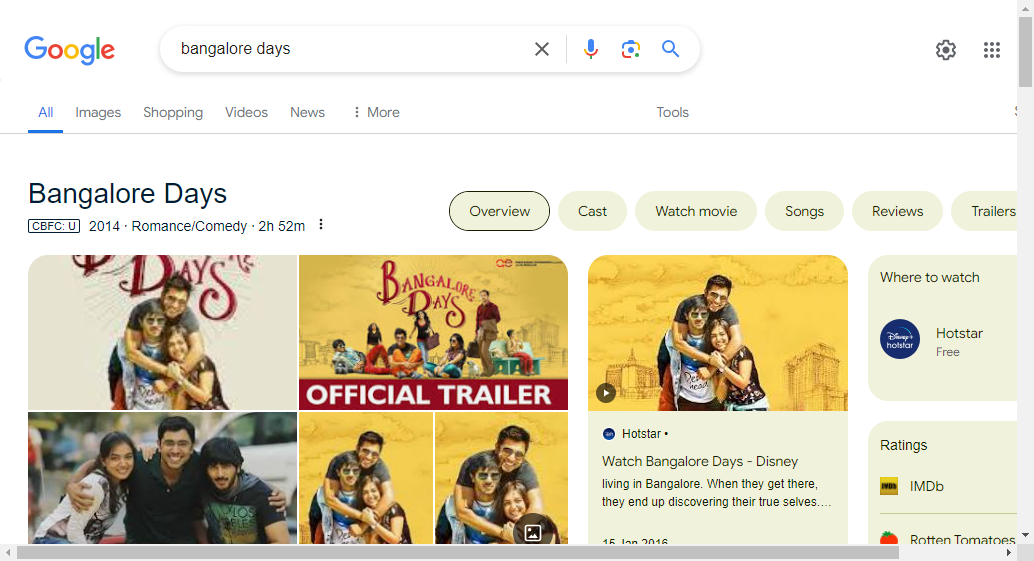 Google
bangalore days
All Images Shopping Videos News More Tools
Bangalore Days
CBFC: U 2014 · Romance/Comedy · 2h 52m
Overview Cast Watch movie Songs Reviews Trailers
DAYS
BANGALORE
DAYS
OFFICIAL TRAILER
Where to watch
Disney+
hotstar
Hotstar
Free
Hotstar •
Watch Bangalore Days - Disney
living in Bangalore. When they get there,
they end up discovering their true selves.…
15 Jan 2016
Ratings
IMDb
IMDb
Rotten Tomatoes